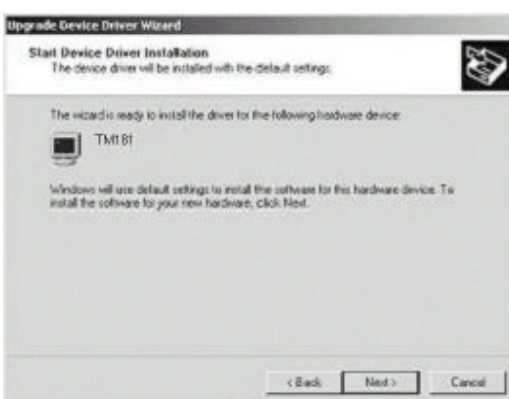 Upgrade Device Driver Wizard
Start Device Driver Installation
The device driver will be installed with the default settings.
The wizard is ready to install the driver for the following hardware device:
TM181
Windows will use default settings to install the software for this hardware device. To
install the software for your new hardware, click Next.
< Back
Next >
Cancel